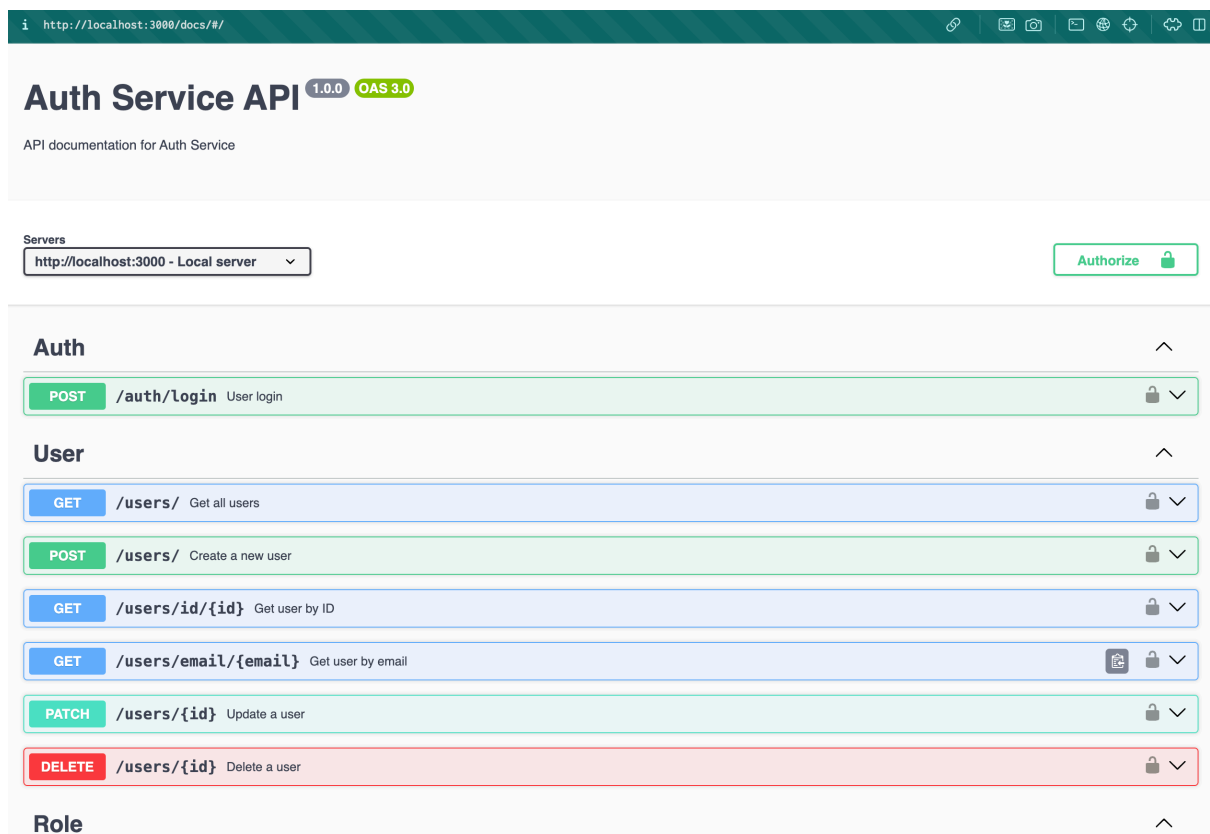 i http://localhost:3000/docs/#/
Auth Service API 1.0.0 OAS 3.0
API documentation for Auth Service
Servers
http://localhost:3000 - Local server
Authorize
Auth
POST /auth/login User login
User
GET /users/ Get all users
POST /users/ Create a new user
GET /users/id/{id} Get user by ID
GET /users/email/{email} Get user by email
PATCH /users/{id} Update a user
DELETE /users/{id} Delete a user
Role